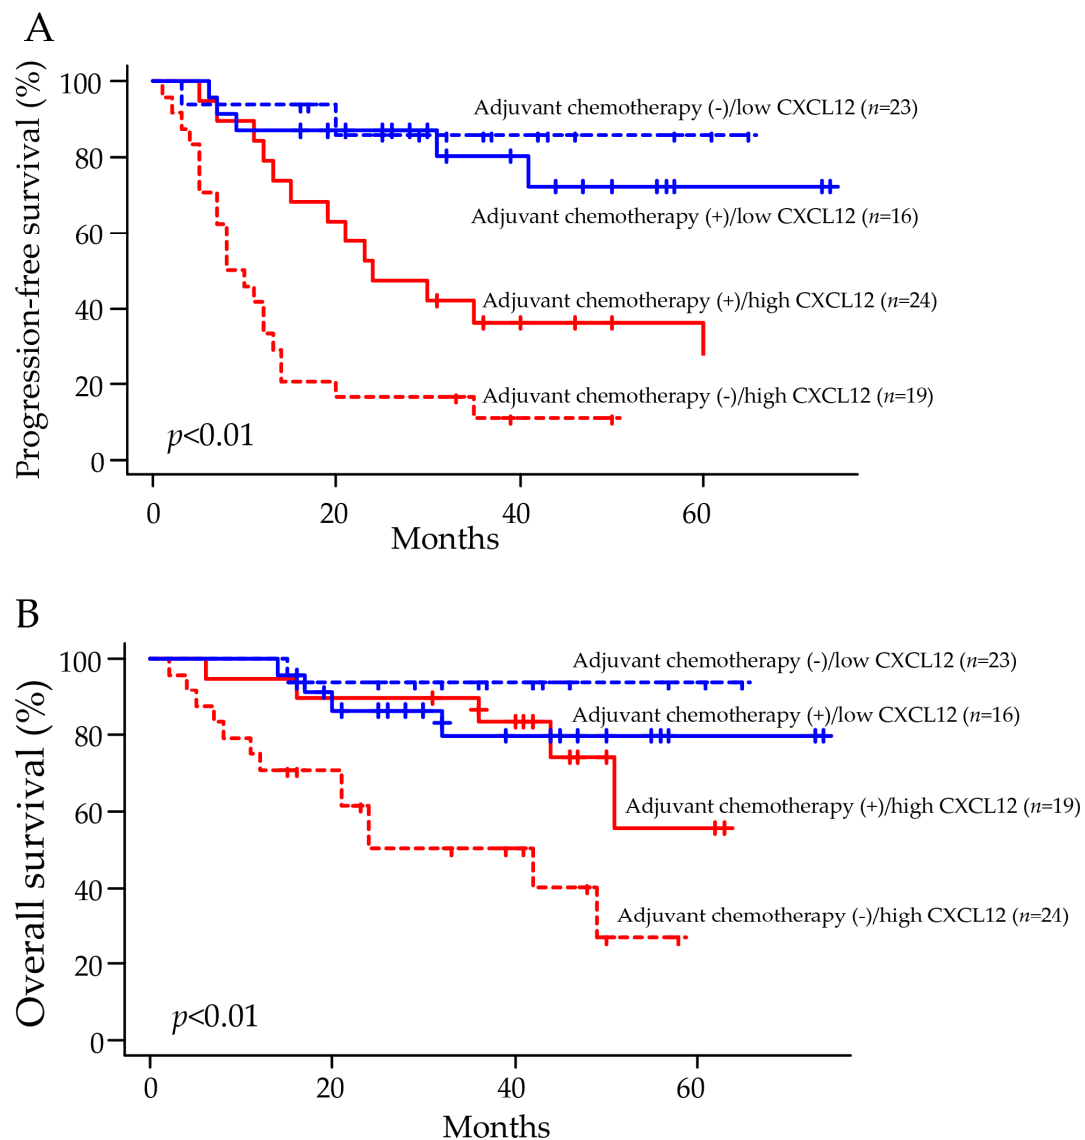 A
Progression-free survival (%)
100
80
60
40
20
0
Adjuvant chemotherapy (-)/low CXCL12 (n=23)
Adjuvant chemotherapy (+)/low CXCL12 (n=16)
Adjuvant chemotherapy (+)/high CXCL12 (n=24)
Adjuvant chemotherapy (-)/high CXCL12 (n=19)
p<0.01
0 20 40 60
Months
B
Overall survival (%)
100
80
60
40
20
0
Adjuvant chemotherapy (-)/low CXCL12 (n=23)
Adjuvant chemotherapy (+)/low CXCL12 (n=16)
Adjuvant chemotherapy (+)/high CXCL12 (n=19)
Adjuvant chemotherapy (-)/high CXCL12 (n=24)
p<0.01
0 20 40 60
Months